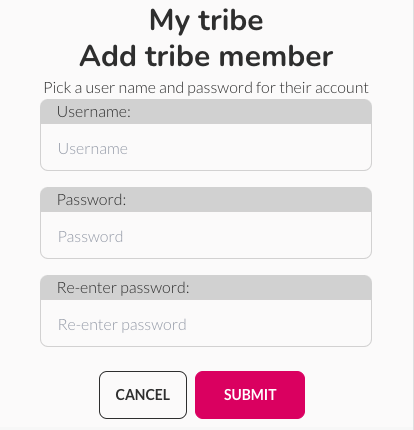 My tribe
Add tribe member
Pick a user name and password for their account
Username:
Username
Password:
Password
Re-enter password:
Re-enter password
CANCEL SUBMIT